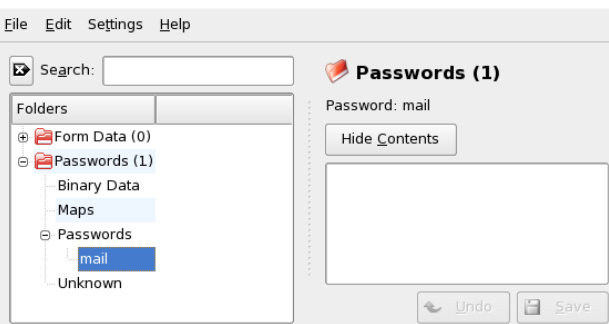 File Edit Settings Help
Search:
Folders
Form Data (0)
Passwords (1)
Binary Data
Maps
Passwords
mail
Unknown
Passwords (1)
Password: mail
Hide Contents
Undo Save